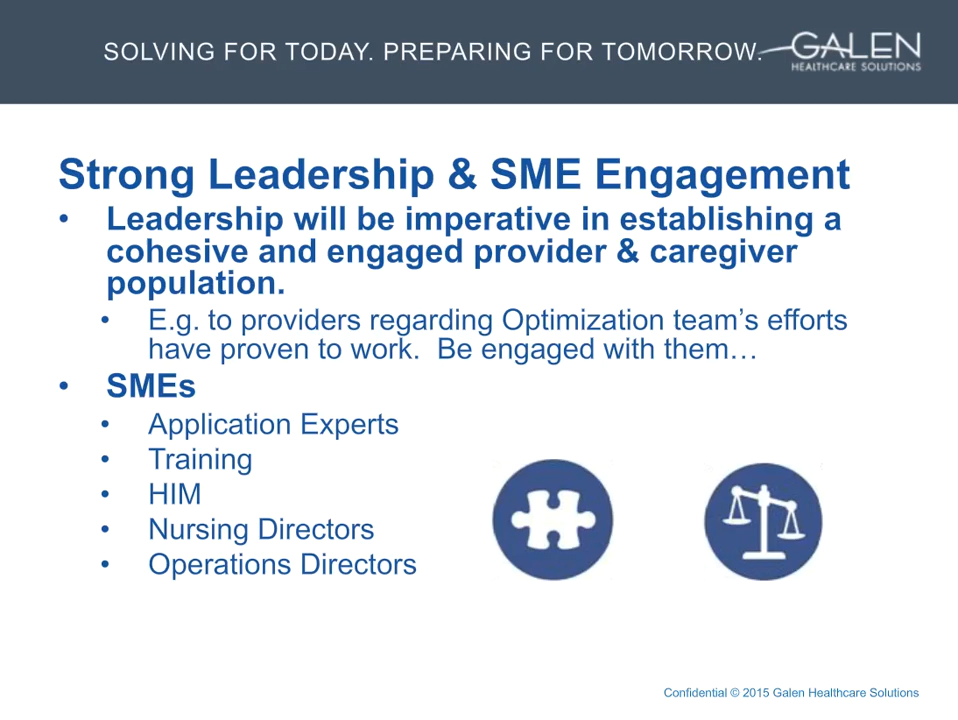 SOLVING FOR TODAY. PREPARING FOR TOMORROW.
GALEN
HEALTHCARE SOLUTIONS
Strong Leadership & SME Engagement
• Leadership will be imperative in establishing a
cohesive and engaged provider & caregiver
population.
• E.g. to providers regarding Optimization team’s efforts
have proven to work.  Be engaged with them…
• SMEs
• Application Experts
• Training
• HIM
• Nursing Directors
• Operations Directors
Confidential © 2015 Galen Healthcare Solutions